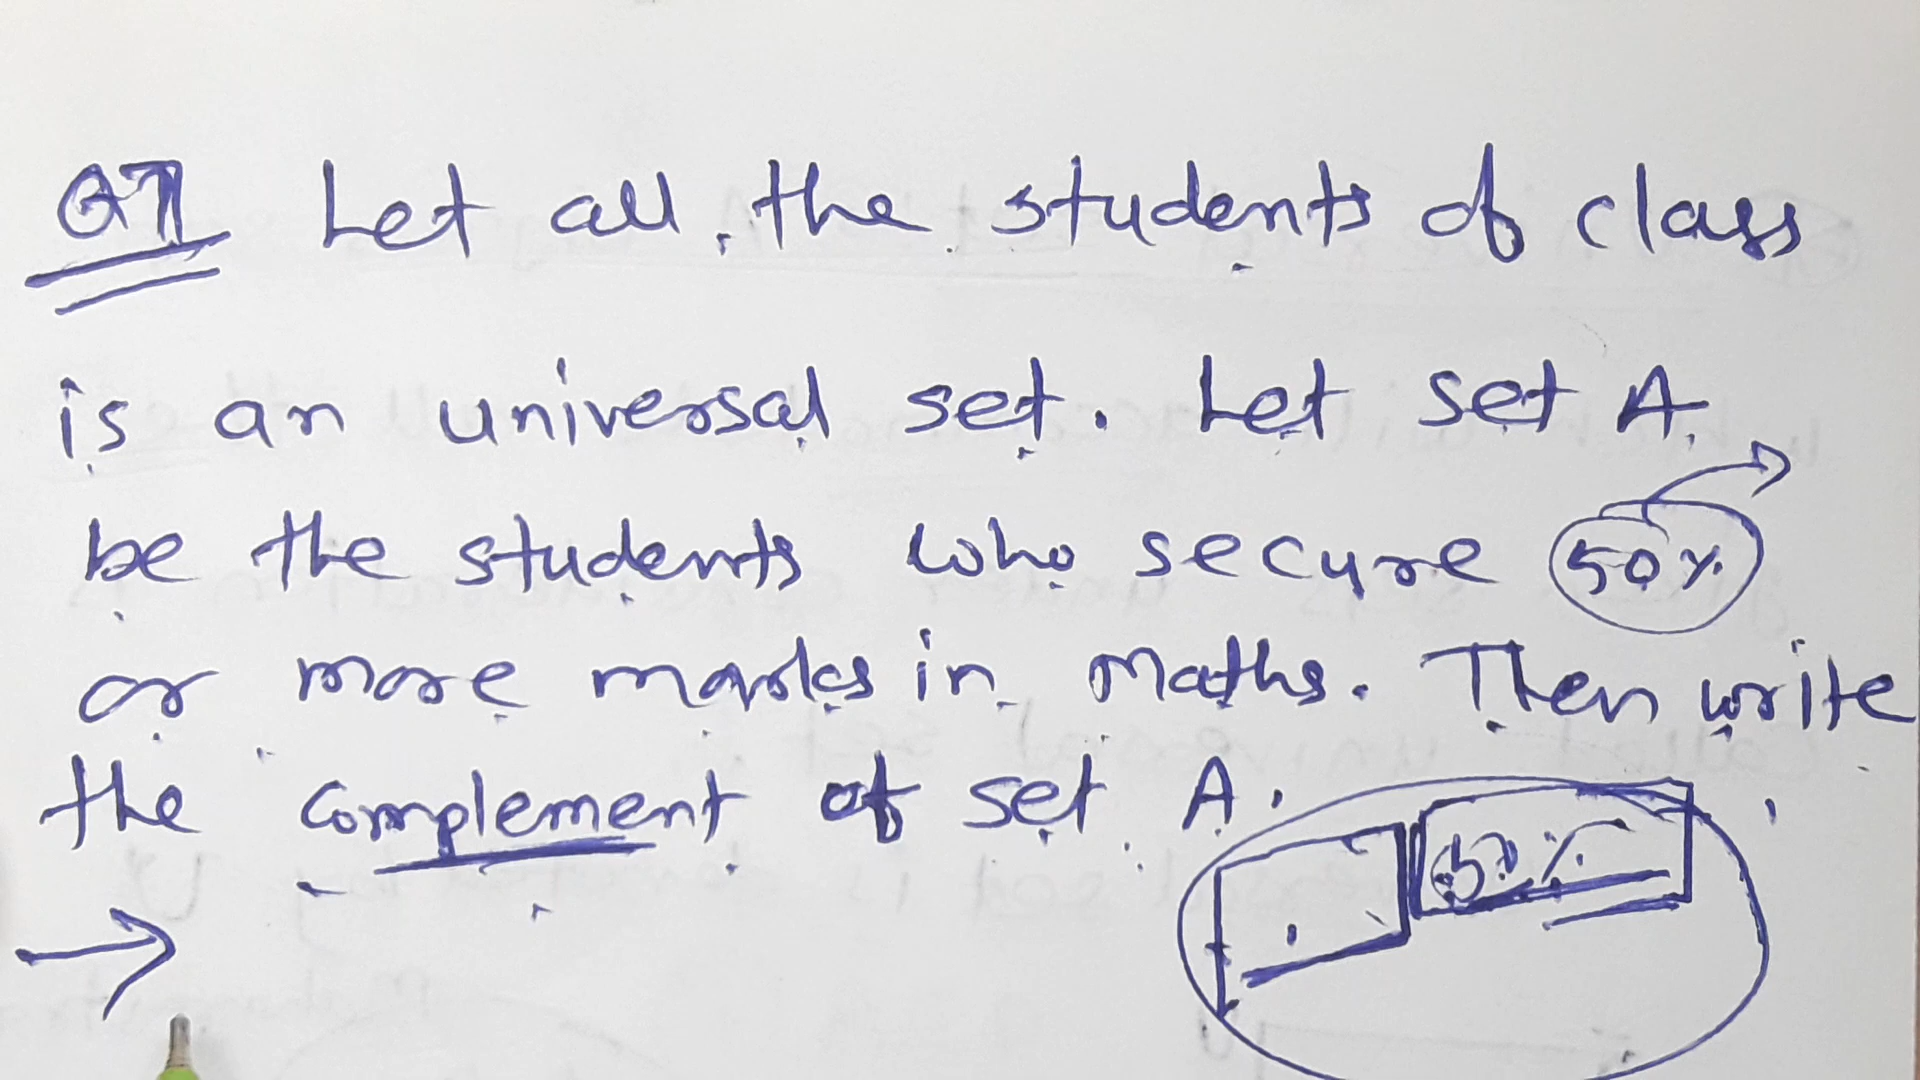 Q7 Let all the students of class
is an universal set. Let set A
be the students who secure 50%
or more marks in Maths. Then write
the complement of set A.
50%